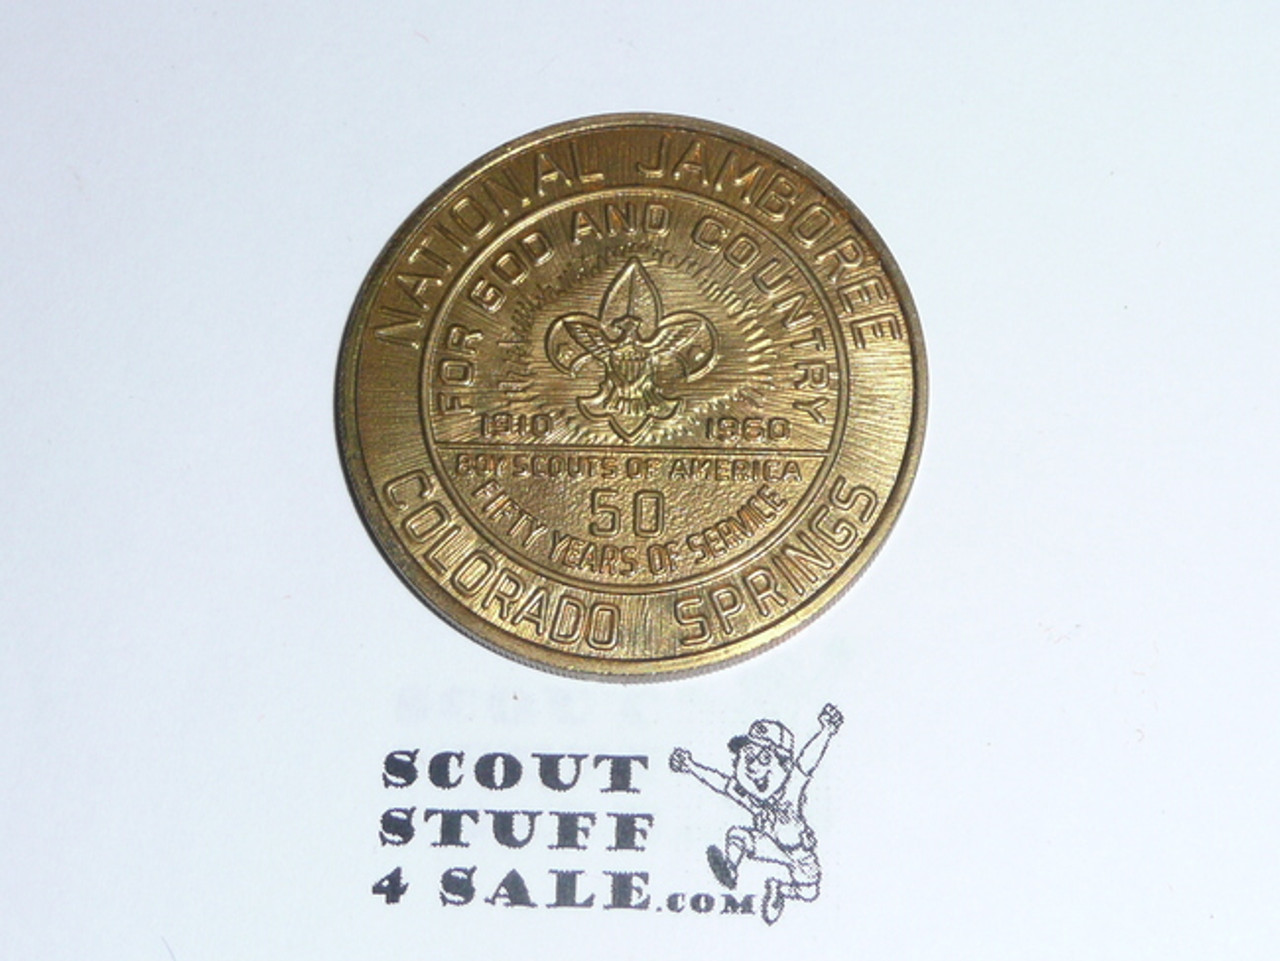 NATIONAL JAMBOREE
FOR GOD AND COUNTRY
1910 1960
BOY SCOUTS OF AMERICA
50
FIFTY YEARS OF SERVICE
COLORADO SPRINGS
SCOUT
STUFF
4 SALE.COM